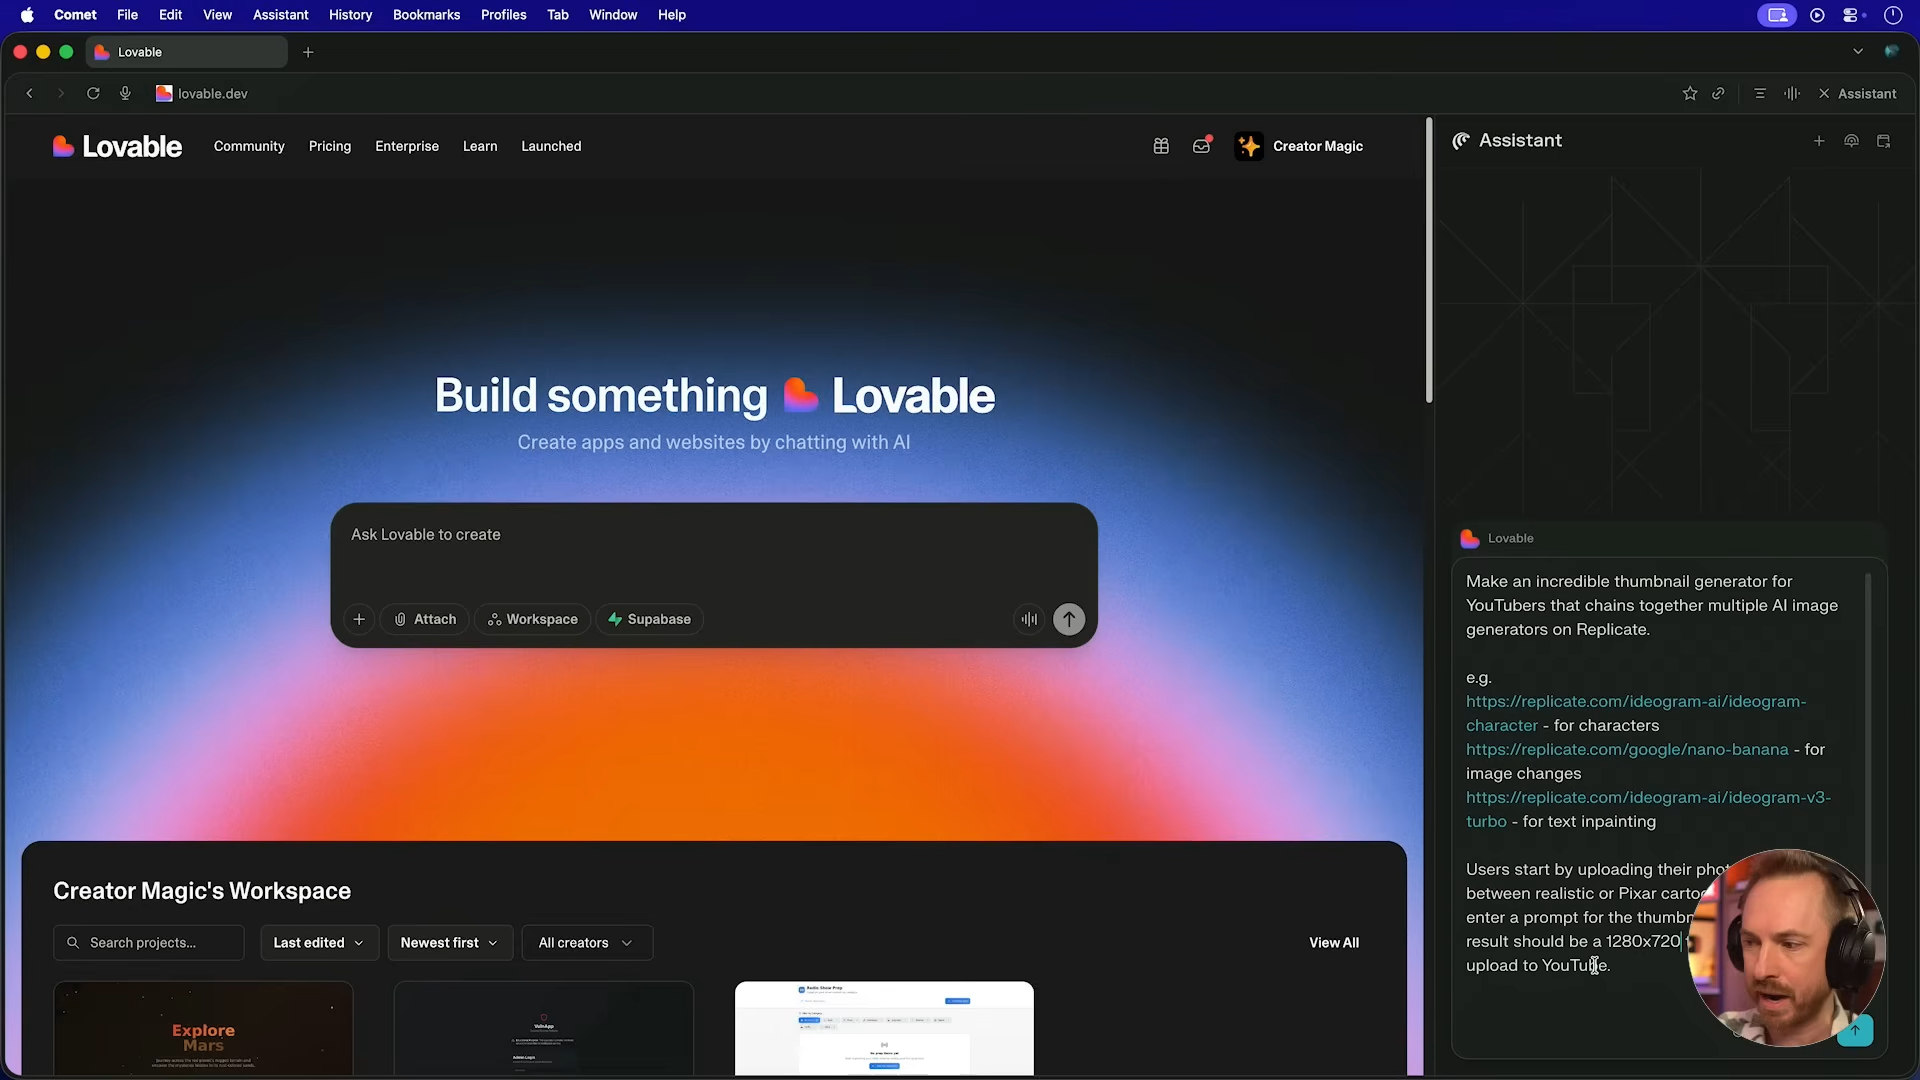 Comet File Edit View Assistant History Bookmarks Profiles Tab Window Help
Lovable
lovable.dev
Assistant
Lovable Community Pricing Enterprise Learn Launched
Creator Magic
Build something Lovable
Create apps and websites by chatting with AI
Ask Lovable to create
Attach Workspace Supabase
Creator Magic's Workspace
Search projects... Last edited Newest first All creators View All
Explore
Mars
Radio Show Prep
VeinApp
Admin Login
Assistant
Lovable
Make an incredible thumbnail generator for
YouTubers that chains together multiple AI image
generators on Replicate.
e.g.
https://replicate.com/ideogram-ai/ideogram-
character - for characters
https://replicate.com/google/nano-banana - for
image changes
https://replicate.com/ideogram-ai/ideogram-v3-
turbo - for text inpainting
Users start by uploading their
between realistic or Pixar
enter a prompt for the
result should be a 1280x720
upload to YouTube.